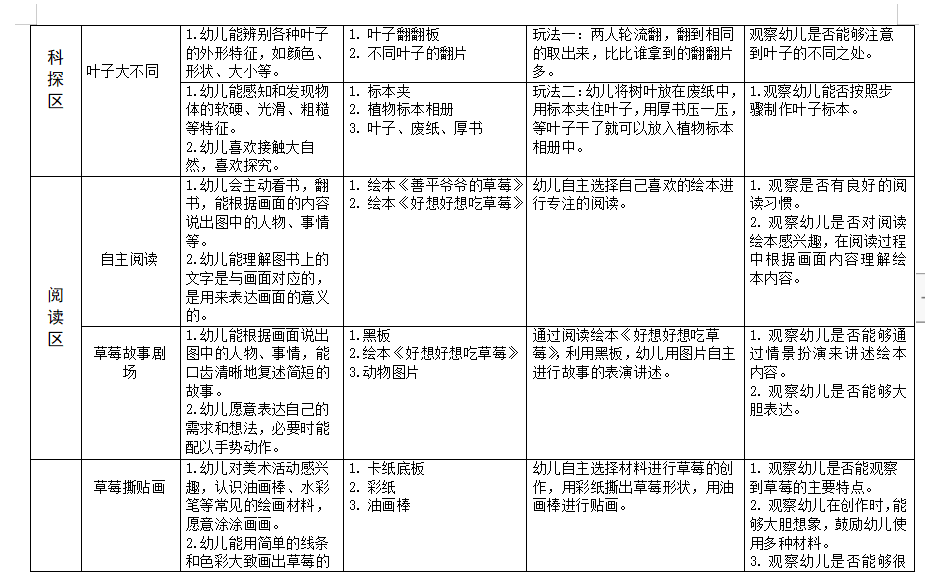 科
探
区
叶子大不同
1.幼儿能辨别各种叶子
的外形特征，如颜色、
形状、大小等。
1. 叶子翻翻板
2. 不同叶子的翻片
玩法一：两人轮流翻，翻到相同
的取出来，比比谁拿到的翻翻片
多。
观察幼儿是否能够注意
到叶子的不同之处。
1.幼儿能感知和发现物
体的软硬、光滑、粗糙
等特征。
2.幼儿喜欢接触大自
然，喜欢探究。
1. 标本夹
2. 植物标本相册
3. 叶子、废纸、厚书
玩法二：幼儿将树叶放在废纸中，
用标本夹住叶子，用厚书压一压，
等叶子干了就可以放入植物标本
相册中。
1.观察幼儿能否按照步
骤制作叶子标本。
阅
读
区
自主阅读
1.幼儿会主动看书，翻
书，能根据画面的内容
说出图中的人物、事情
等。
2.幼儿能理解图书上的
文字是与画面对应的，
是用来表达画面的意义
的。
1. 绘本《善平爷爷的草莓》
2. 绘本《好想好想吃草莓》
幼儿自主选择自己喜欢的绘本进
行专注的阅读。
1. 观察是否有良好的阅
读习惯。
2. 观察幼儿是否对阅读
绘本感兴趣，在阅读过程
中根据画面内容理解绘
本内容。
草莓故事剧
场
1.幼儿能根据画面说出
图中的人物、事情，能
口齿清晰地复述简短的
故事。
2.幼儿愿意表达自己的
需求和想法，必要时能
配以手势动作。
1.黑板
2.绘本《好想好想吃草莓》
3.动物图片
通过阅读绘本《好想好想吃草
莓》，利用黑板，幼儿用图片自主
进行故事的表演讲述。
1. 观察幼儿是否能够通
过情景扮演来讲述绘本
内容。
2. 观察幼儿是否能够大
胆表达。
草莓撕贴画
1.幼儿对美术活动感兴
趣，认识油画棒、水彩
笔等常见的绘画材料，
愿意涂涂画画。
2.幼儿能用简单的线条
和色彩大致画出草莓的
1. 卡纸底板
2. 彩纸
3. 油画棒
幼儿自主选择材料进行草莓的创
作，用彩纸撕出草莓形状，用油
画棒进行贴画。
1. 观察幼儿是否能观察
到草莓的主要特点。
2. 观察幼儿在创作时，能
够大胆想象，鼓励幼儿使
用多种材料。
3. 观察幼儿是否能够很